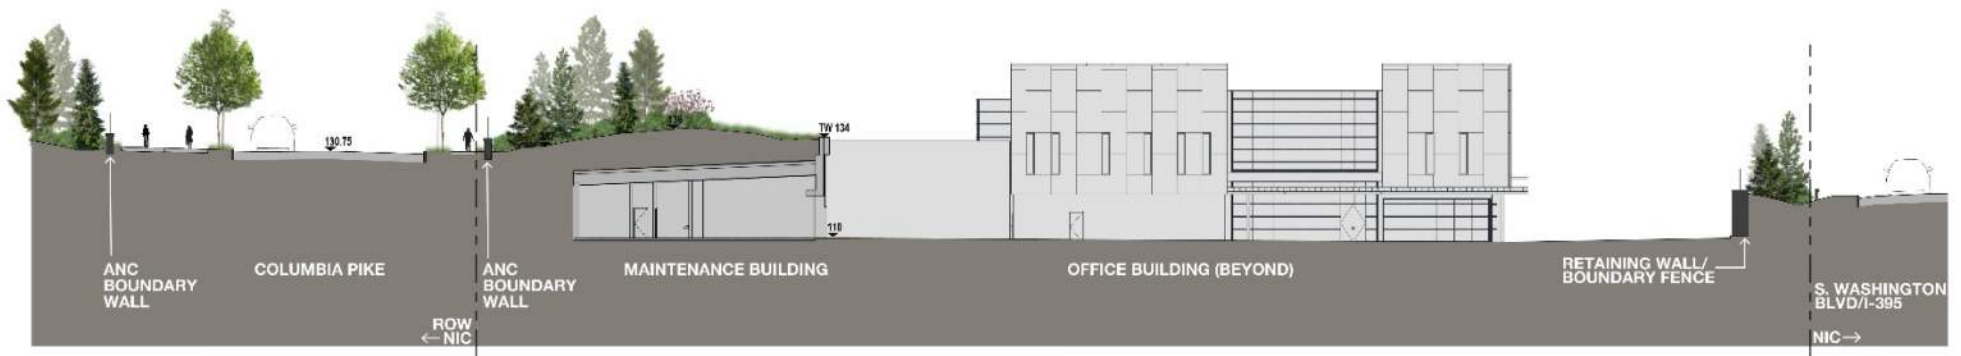 130.75
TW 134
110
ANC
BOUNDARY
WALL
COLUMBIA PIKE
ANC
BOUNDARY
WALL
MAINTENANCE BUILDING
OFFICE BUILDING (BEYOND)
RETAINING WALL/
BOUNDARY FENCE
S. WASHINGTON
BLVD/I-395
ROW
←NIC
NIC→